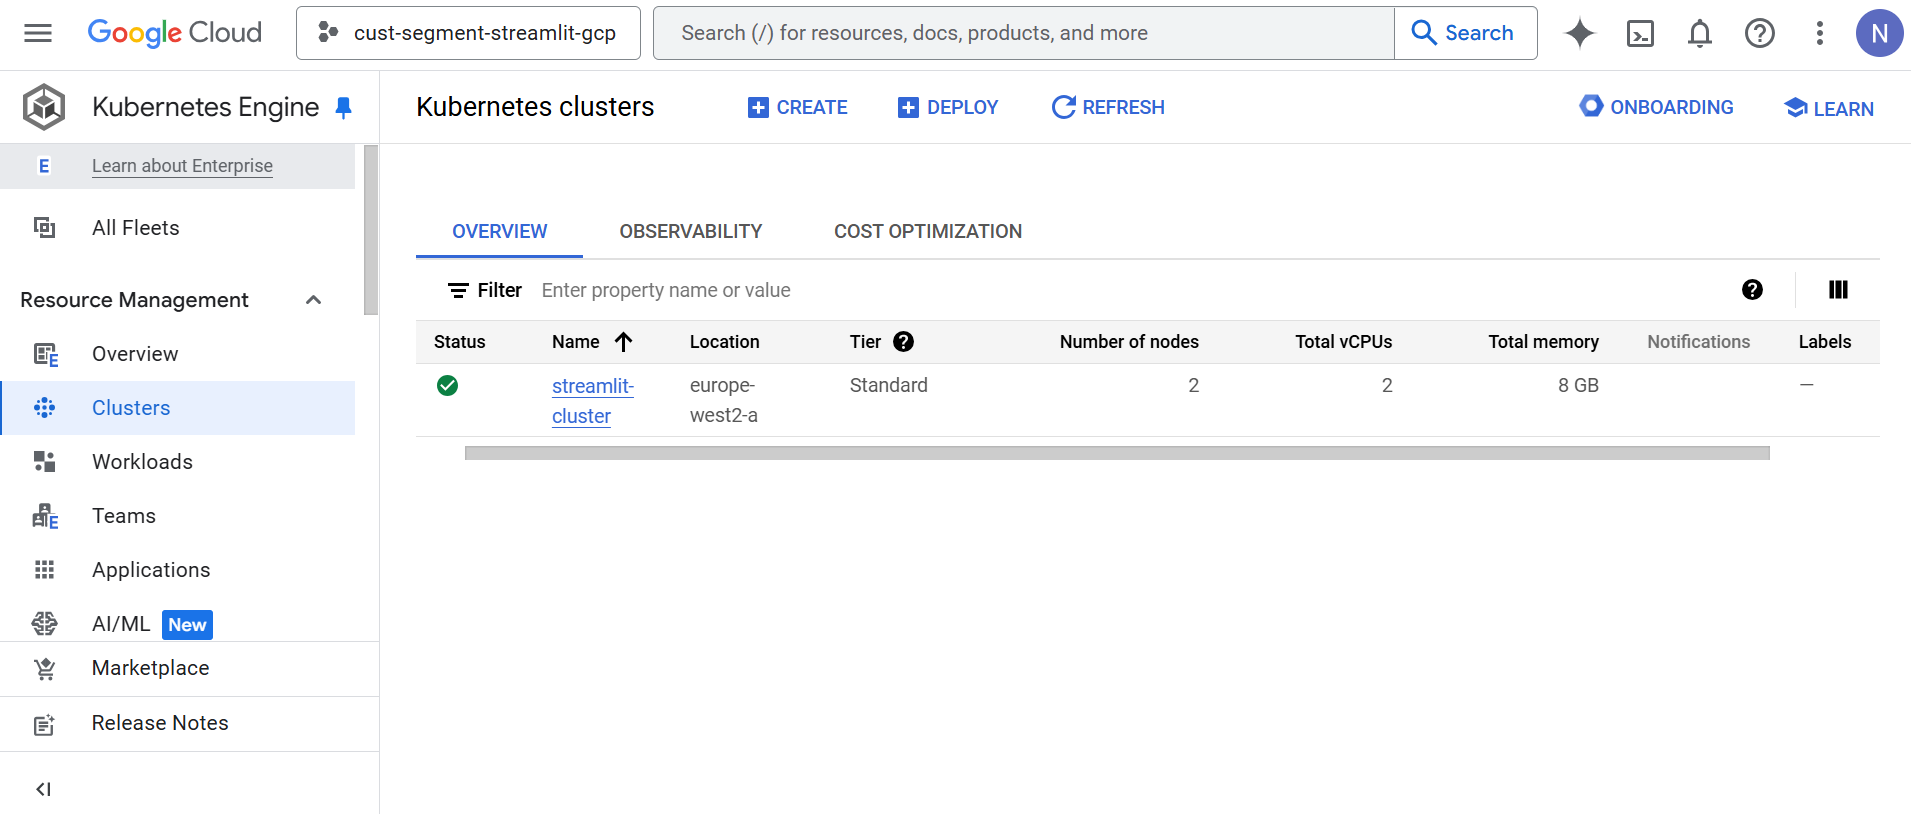 Google Cloud
cust-segment-streamlit-gcp
Search (/) for resources, docs, products, and more
Search
N
Kubernetes Engine
Kubernetes clusters
CREATE
DEPLOY
REFRESH
ONBOARDING
LEARN
E
Learn about Enterprise
All Fleets
Resource Management
E
Overview
Clusters
Workloads
E
Teams
Applications
AI/ML
New
Marketplace
Release Notes
OVERVIEW
OBSERVABILITY
COST OPTIMIZATION
Filter
Enter property name or value
Status
Name
Location
Tier
Number of nodes
Total vCPUs
Total memory
Notifications
Labels
streamlit-
cluster
europe-
west2-a
Standard
2
2
8 GB
—